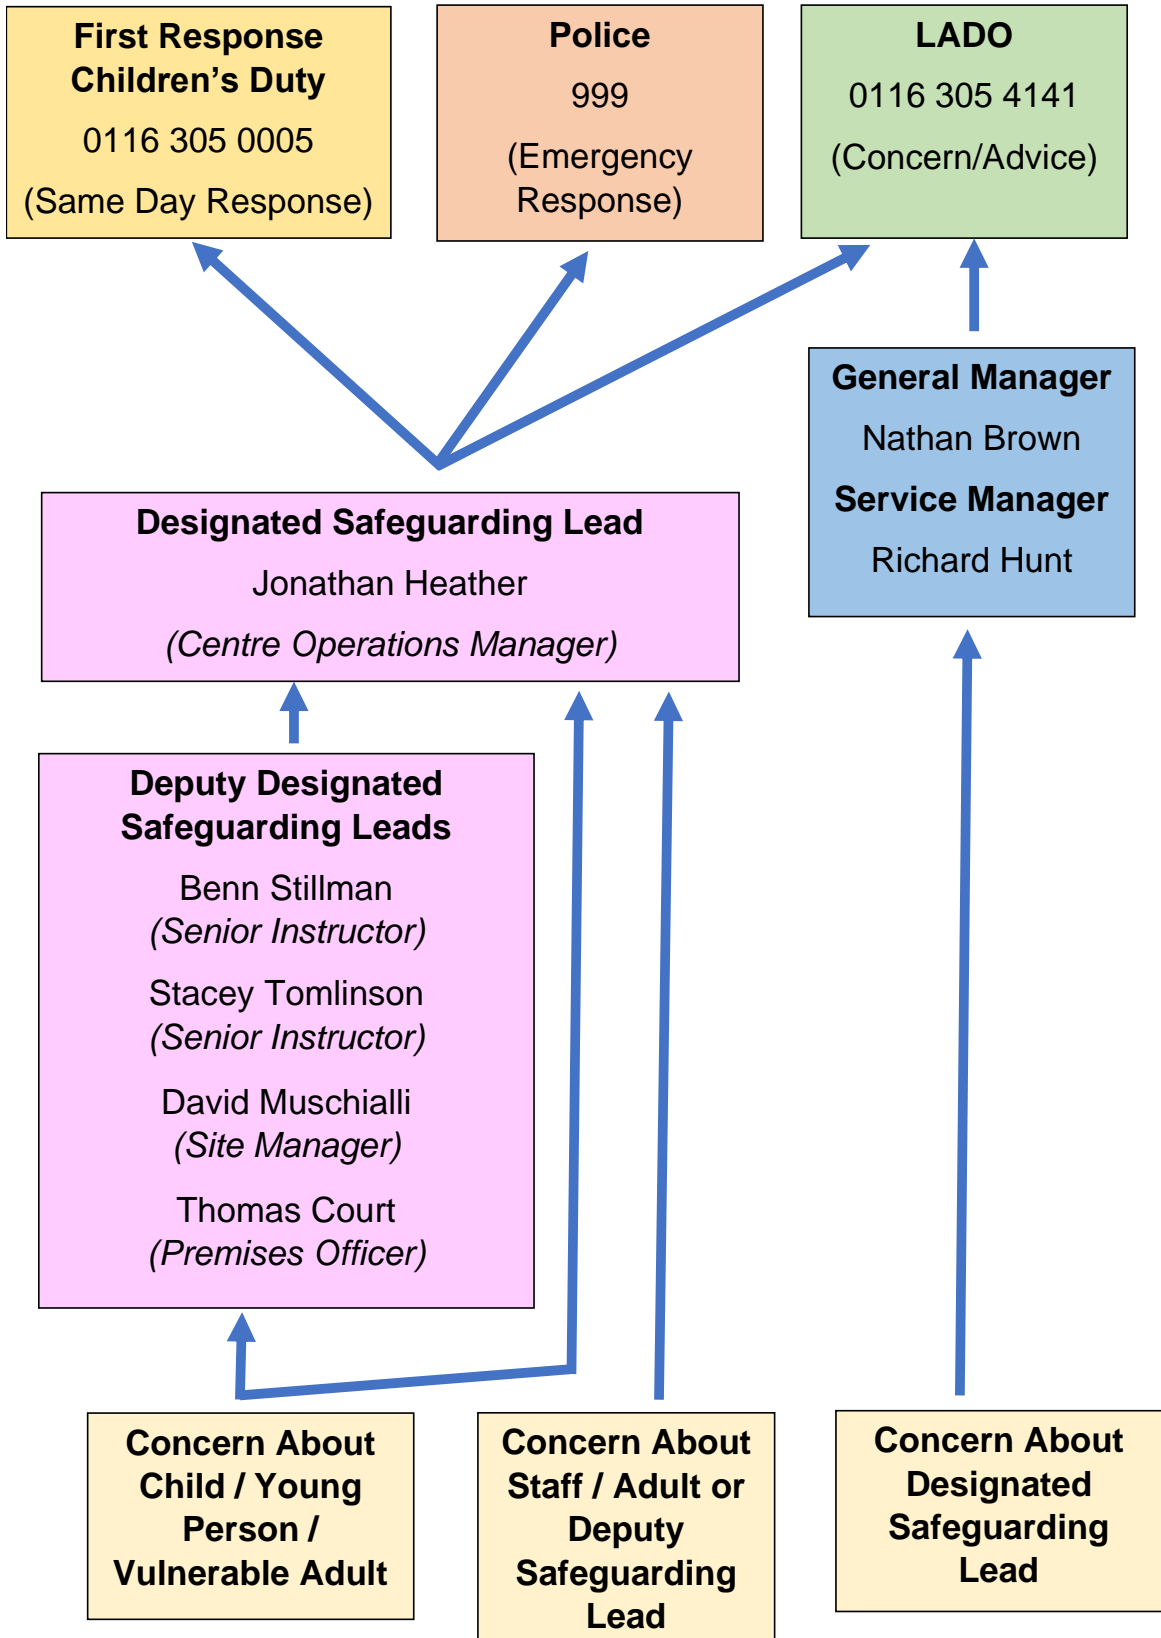 First Response
Children’s Duty
0116 305 0005
(Same Day Response)
Police
999
(Emergency
Response)
LADO
0116 305 4141
(Concern/Advice)
General Manager
Nathan Brown
Service Manager
Richard Hunt
Designated Safeguarding Lead
Jonathan Heather
(Centre Operations Manager)
Deputy Designated
Safeguarding Leads
Benn Stillman
(Senior Instructor)
Stacey Tomlinson
(Senior Instructor)
David Muschialli
(Site Manager)
Thomas Court
(Premises Officer)
Concern About
Child / Young
Person /
Vulnerable Adult
Concern About
Staff / Adult or
Deputy
Safeguarding
Lead
Concern About
Designated
Safeguarding
Lead